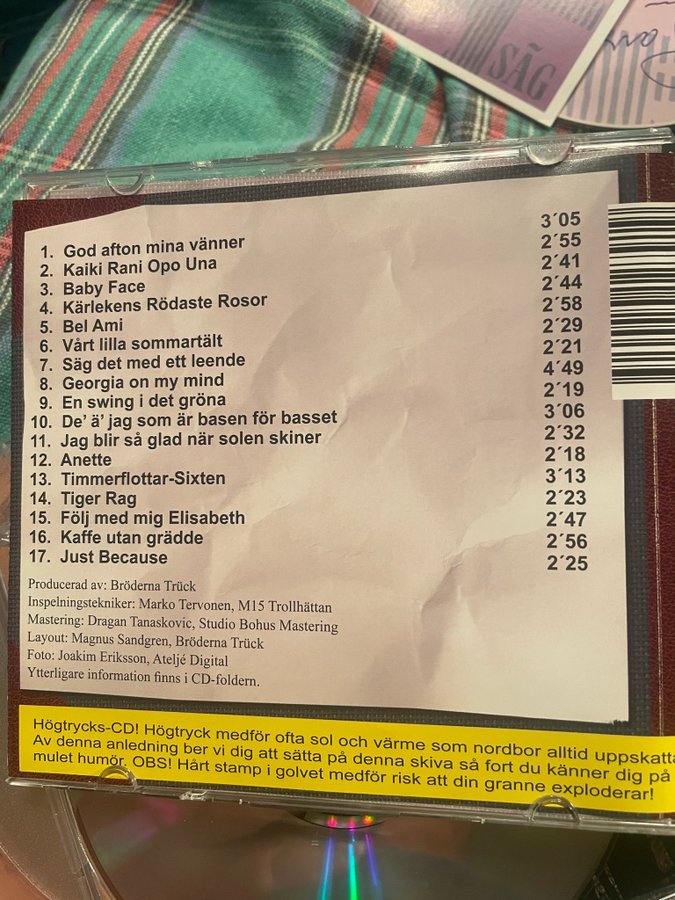 SÄG
1. God afton mina vänner 3´05
2. Kaiki Rani Opo Una 2´55
3. Baby Face 2´41
4. Kärlekens Rödaste Rosor 2´44
5. Bel Ami 2´58
6. Vårt lilla sommartält 2´29
7. Säg det med ett leende 2´21
8. Georgia on my mind 4´49
9. En swing i det gröna 2´19
10. De’ ä’ jag som är basen för basset 3´06
11. Jag blir så glad när solen skiner 2´32
12. Anette 2´18
13. Timmerflottar-Sixten 3´13
14. Tiger Rag 2´23
15. Följ med mig Elisabeth 2´47
16. Kaffe utan grädde 2´56
17. Just Because 2´25
Producerad av: Bröderna Trück
Inspelningstekniker: Marko Tervonen, M15 Trollhättan
Mastering: Dragan Tanaskovic, Studio Bohus Mastering
Layout: Magnus Sandgren, Bröderna Trück
Foto: Joakim Eriksson, Ateljé Digital
Ytterligare information finns i CD-foldern.
Högtrycks-CD! Högtryck medför ofta sol och värme som nordbor alltid uppskatta
Av denna anledning ber vi dig att sätta på denna skiva så fort du känner dig på
mulet humör. OBS! Hårt stamp i golvet medför risk att din granne exploderar!